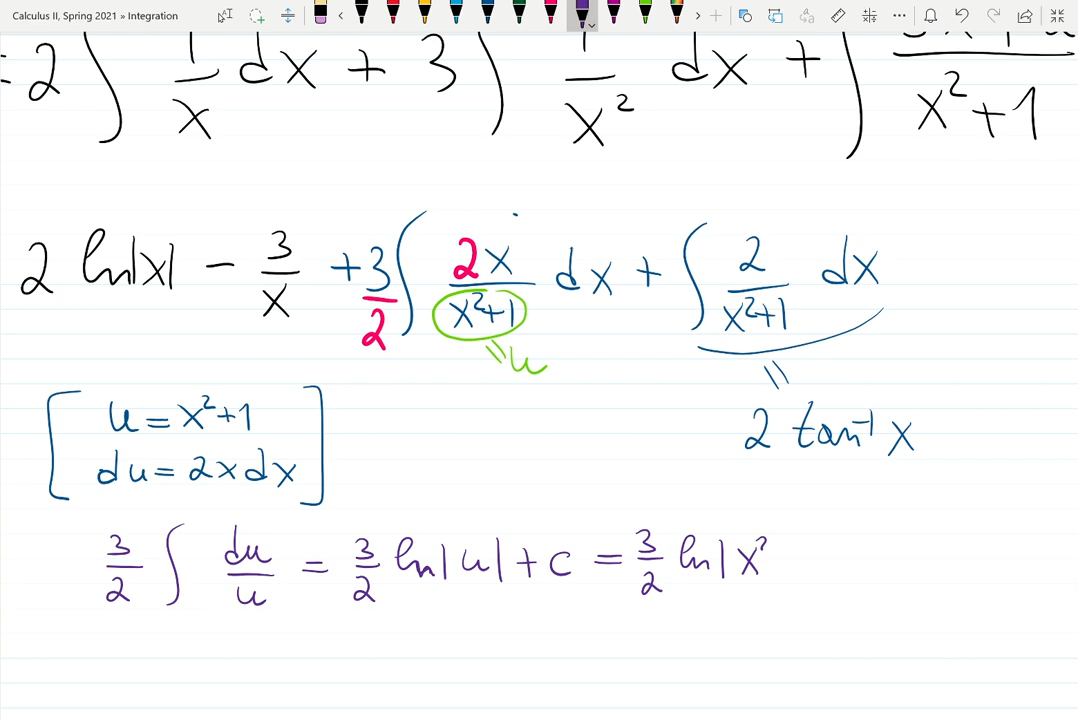 Calculus II, Spring 2021 » Integration
= 2 ∫ 1/x dx + 3 ∫ 1/x² dx + ∫ /x²+1
2 ln|x| − 3/x + 3/2 ∫ 2x/x²+1 dx + ∫ 2/x²+1 dx
= u =
u = x²+1 2 tan⁻¹ x
du = 2x dx
3/2 ∫ du/u = 3/2 ln|u| + c = 3/2 ln|x²